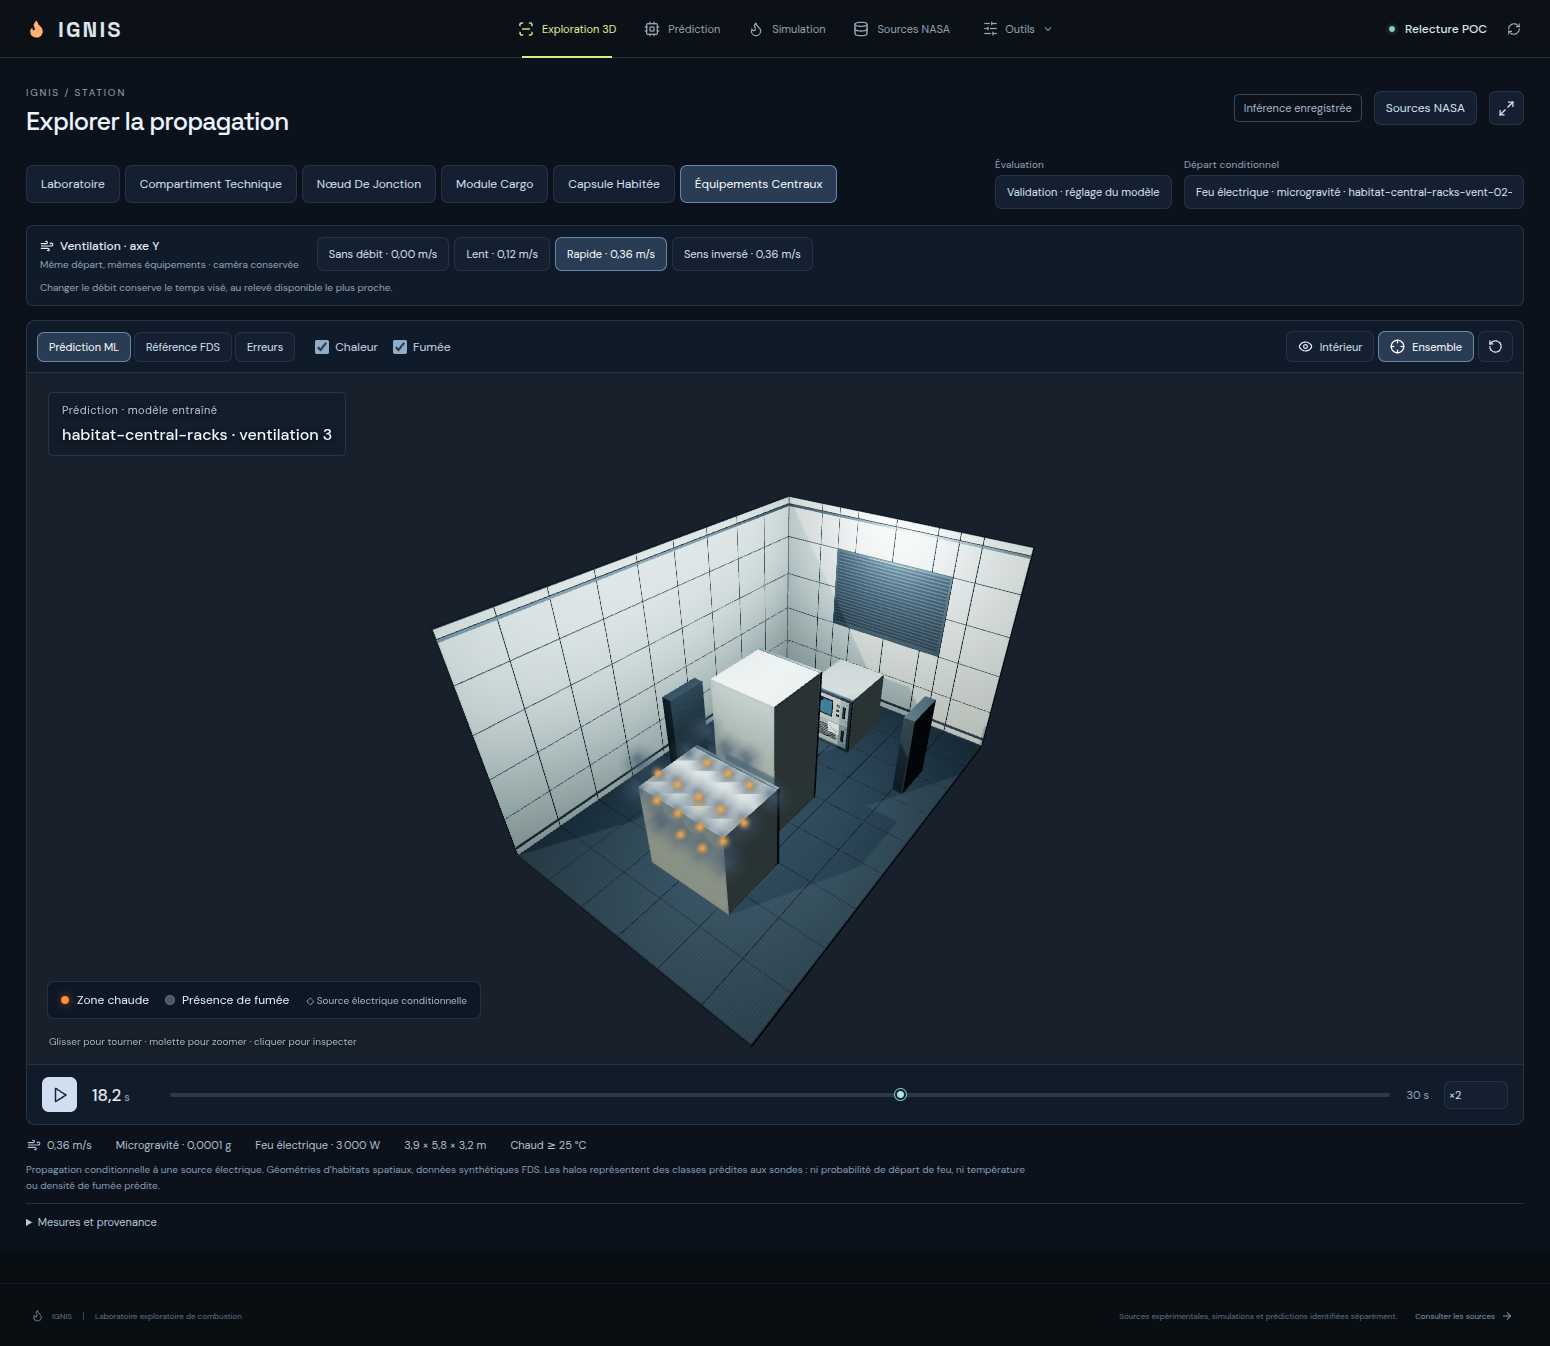 IGNIS
Exploration 3D
Prédiction
Simulation
Sources NASA
Outils
Relecture POC
IGNIS / STATION
Explorer la propagation
Inférence enregistrée
Sources NASA
Laboratoire
Compartiment Technique
Nœud De Jonction
Module Cargo
Capsule Habitée
Équipements Centraux
Évaluation
Validation · réglage du modèle
Départ conditionnel
Feu électrique · microgravité · habitat-central-racks-vent-02-
Ventilation · axe Y
Même départ, mêmes équipements · caméra conservée
Sans débit · 0,00 m/s
Lent · 0,12 m/s
Rapide · 0,36 m/s
Sens inversé · 0,36 m/s
Changer le débit conserve le temps visé, au relevé disponible le plus proche.
Prédiction ML
Référence FDS
Erreurs
Chaleur
Fumée
Intérieur
Ensemble
Prédiction · modèle entraîné
habitat-central-racks · ventilation 3
Zone chaude
Présence de fumée
◇ Source électrique conditionnelle
Glisser pour tourner · molette pour zoomer · cliquer pour inspecter
18,2 s
30 s
×2
0,36 m/s
Microgravité · 0,0001 g
Feu électrique · 3 000 W
3,9 × 5,8 × 3,2 m
Chaud ≥ 25 °C
Propagation conditionnelle à une source électrique. Géométries d'habitats spatiaux, données synthétiques FDS. Les halos représentent des classes prédites aux sondes : ni probabilité de départ de feu, ni température
ou densité de fumée prédite.
Mesures et provenance
IGNIS
Laboratoire exploratoire de combustion
Sources expérimentales, simulations et prédictions identifiées séparément.
Consulter les sources